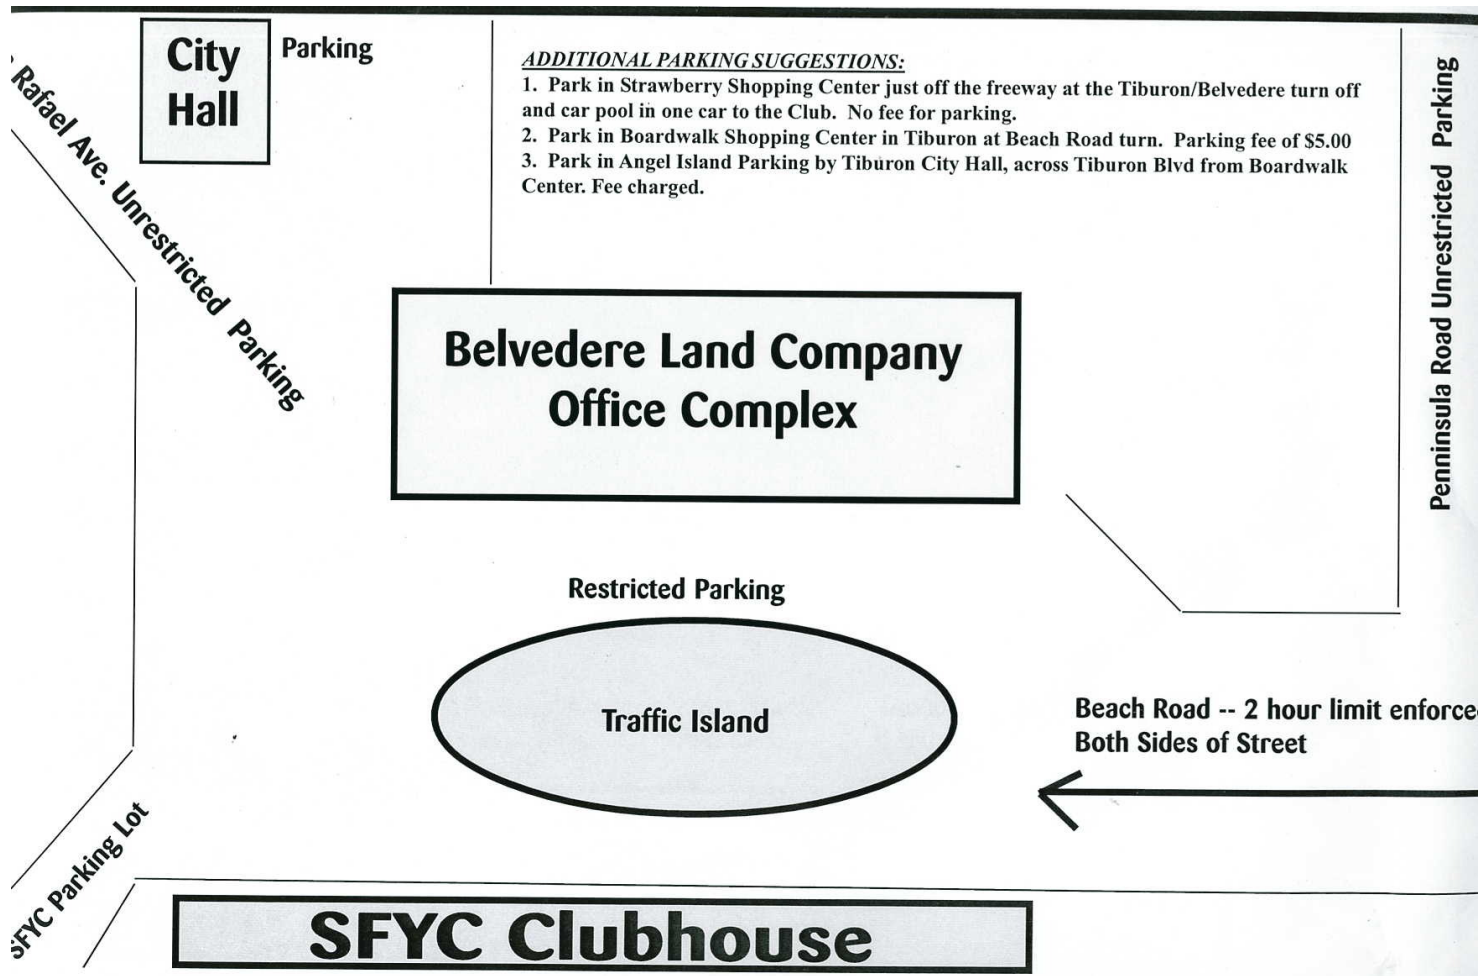 City
Hall
Parking
Rafael Ave. Unrestricted Parking
ADDITIONAL PARKING SUGGESTIONS:
1. Park in Strawberry Shopping Center just off the freeway at the Tiburon/Belvedere turn off
and car pool in one car to the Club. No fee for parking.
2. Park in Boardwalk Shopping Center in Tiburon at Beach Road turn. Parking fee of $5.00
3. Park in Angel Island Parking by Tiburon City Hall, across Tiburon Blvd from Boardwalk
Center. Fee charged.
Penninsula Road Unrestricted Parking
Belvedere Land Company
Office Complex
Restricted Parking
Traffic Island
Beach Road -- 2 hour limit enforce
Both Sides of Street
SFYC Parking Lot
SFYC Clubhouse